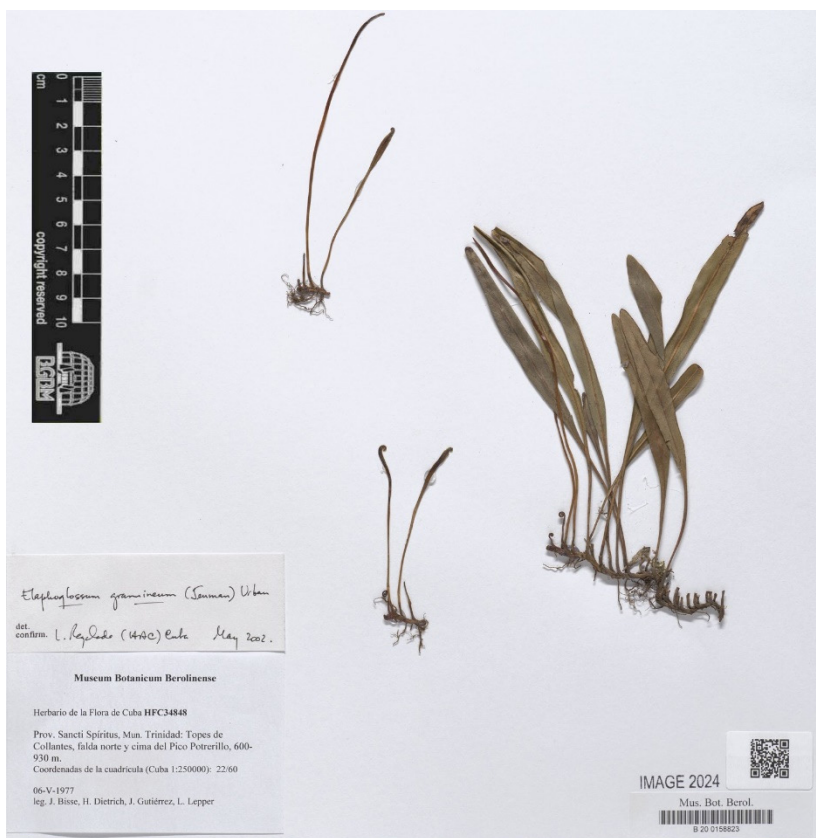 cm
0
1
2
3
4
5
6
7
8
9
10
copyright reserved
BGBM
Elaphoglossum gramineum (Jenman) Urban
det.
confirm. L. Regalado (HAC) Cuba May 2002.
Museum Botanicum Berolinense
Herbario de la Flora de Cuba HFC34848
Prov. Sancti Spíritus, Mun. Trinidad: Topes de
Collantes, falda norte y cima del Pico Potrerillo, 600-
930 m.
Coordenadas de la cuadrícula (Cuba 1:250000): 22/60
06-V-1977
leg. J. Bisse, H. Dietrich, J. Gutiérrez, L. Lepper
IMAGE 2024
Mus. Bot. Berol.
B 20 0158823